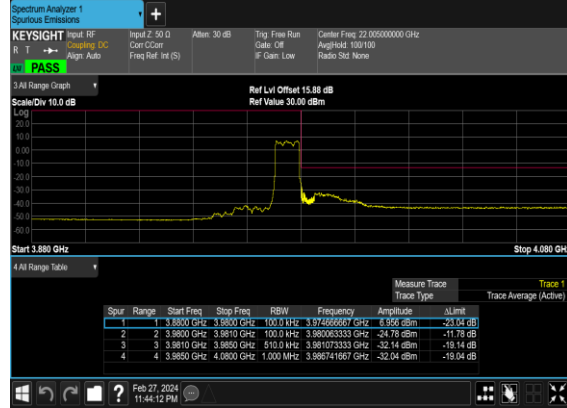 Spectrum Analyzer 1
Spurious Emissions
+
KEYSIGHT Input: RF Input Z: 50 Ω Atten: 30 dB Trig: Free Run Center Freq: 22.005000000 GHz
R T Coupling: DC Corr CCorr Gate: Off Avg|Hold: 100/100
Align: Auto Freq Ref: Int (S) IF Gain: Low Radio Std: None
PASS
3 All Range Graph
Ref Lvl Offset 15.88 dB
Scale/Div 10.0 dB Ref Value 30.00 dBm
Log
20.0
10.0
0.00
-10.0
-20.0
-30.0
-40.0
-50.0
-60.0
Start 3.880 GHz Stop 4.080 GH
4 All Range Table
Measure Trace Trace 1
Trace Type Trace Average (Active)
Spur Range Start Freq Stop Freq RBW Frequency Amplitude ΔLimit
1 1 3.8800 GHz 3.9800 GHz 100.0 kHz 3.974666667 GHz 6.956 dBm -23.04 dB
2 2 3.9800 GHz 3.9810 GHz 100.0 kHz 3.980063333 GHz -24.78 dBm -11.78 dB
3 3 3.9810 GHz 3.9850 GHz 510.0 kHz 3.981073333 GHz -32.14 dBm -19.14 dB
4 4 3.9850 GHz 4.0800 GHz 1.000 MHz 3.986741667 GHz -32.04 dBm -19.04 dB
? Feb 27, 2024
11:44:12 PM